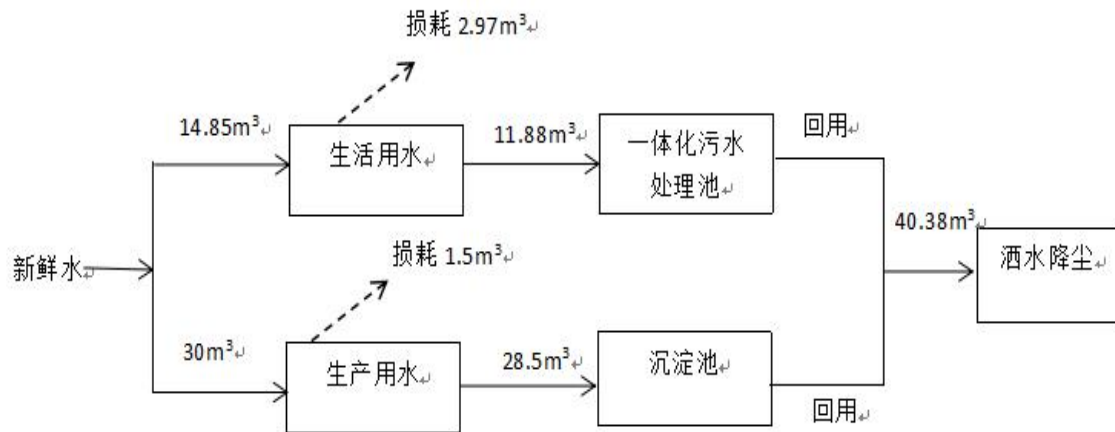 损耗 2.97m³
14.85m³
生活用水
11.88m³
一体化污水
处理池
回用
40.38m³
洒水降尘
新鲜水
损耗 1.5m³
30m³
生产用水
28.5m³
沉淀池
回用